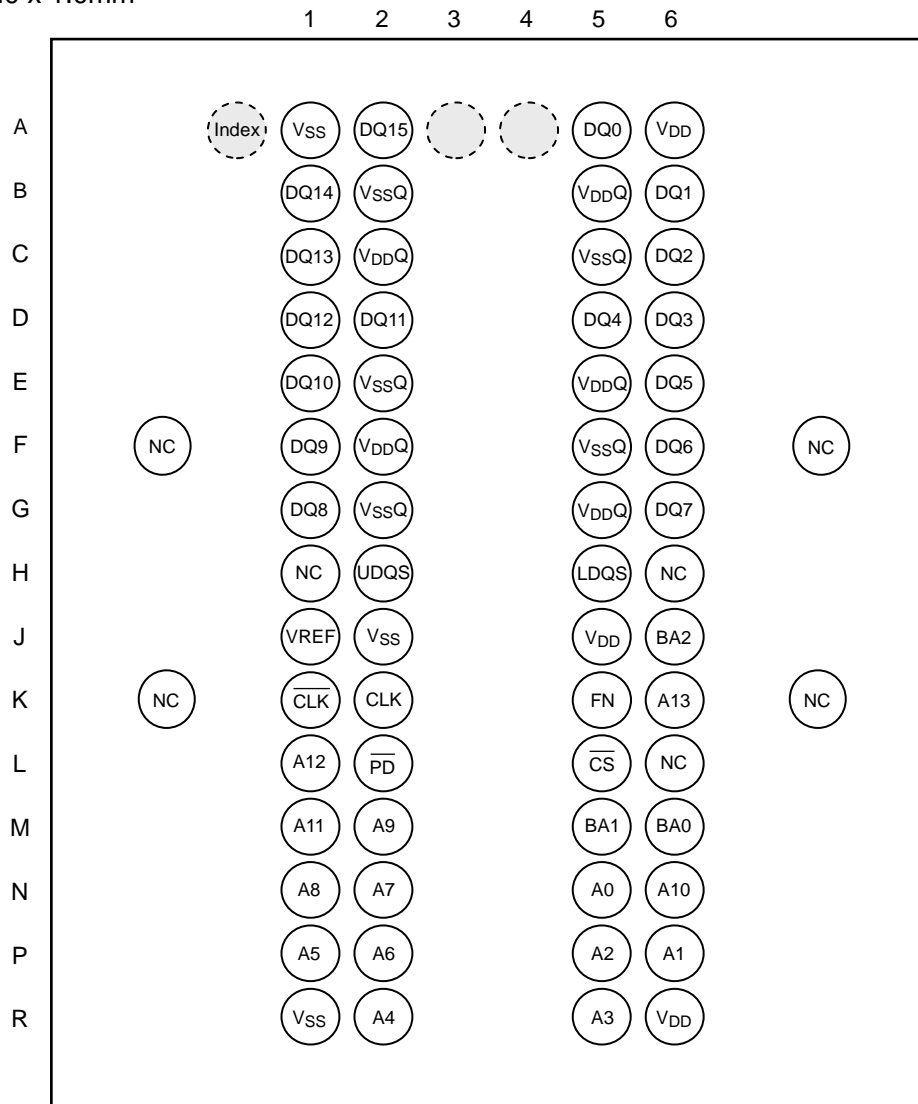 x 1.0mm
1 2 3 4 5 6
A Index VSS DQ15 DQ0 VDD
B DQ14 VSSQ VDDQ DQ1
C DQ13 VDDQ VSSQ DQ2
D DQ12 DQ11 DQ4 DQ3
E DQ10 VSSQ VDDQ DQ5
F NC DQ9 VDDQ VSSQ DQ6 NC
G DQ8 VSSQ VDDQ DQ7
H NC UDQS LDQS NC
J VREF VSS VDD BA2
K NC CLK CLK FN A13 NC
L A12 PD CS NC
M A11 A9 BA1 BA0
N A8 A7 A0 A10
P A5 A6 A2 A1
R VSS A4 A3 VDD